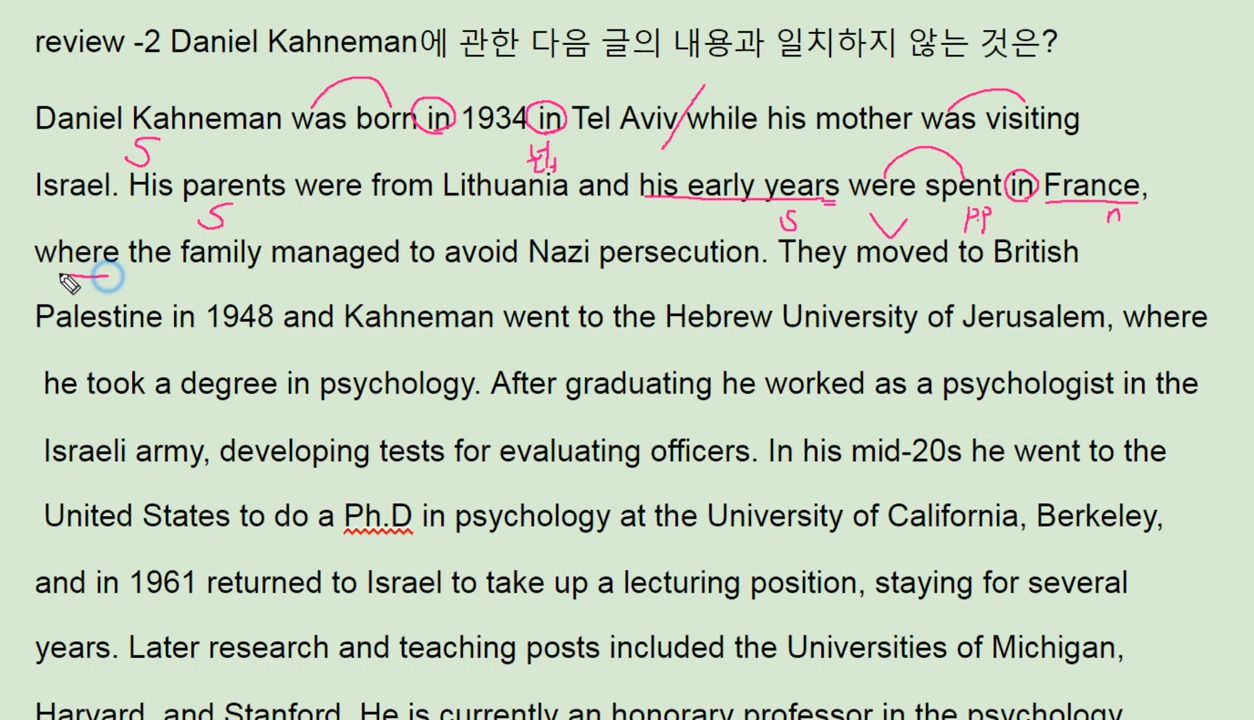 review -2 Daniel Kahneman에 관한 다음 글의 내용과 일치하지 않는 것은?
Daniel Kahneman was born in 1934 in Tel Aviv while his mother was visiting
S
Israel. His parents were from Lithuania and his early years were spent in France,
S S V p.p n
where the family managed to avoid Nazi persecution. They moved to British
Palestine in 1948 and Kahneman went to the Hebrew University of Jerusalem, where
he took a degree in psychology. After graduating he worked as a psychologist in the
Israeli army, developing tests for evaluating officers. In his mid-20s he went to the
United States to do a Ph.D in psychology at the University of California, Berkeley,
and in 1961 returned to Israel to take up a lecturing position, staying for several
years. Later research and teaching posts included the Universities of Michigan,
Harvard, and Stanford. He is currently an honorary professor in the psychology